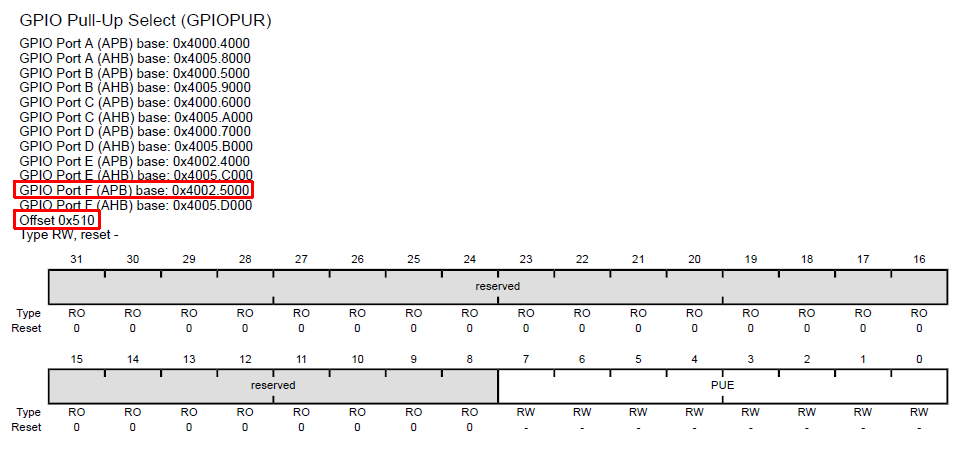 GPIO Pull-Up Select (GPIOPUR)
GPIO Port A (APB) base: 0x4000.4000
GPIO Port A (AHB) base: 0x4005.8000
GPIO Port B (APB) base: 0x4000.5000
GPIO Port B (AHB) base: 0x4005.9000
GPIO Port C (APB) base: 0x4000.6000
GPIO Port C (AHB) base: 0x4005.A000
GPIO Port D (APB) base: 0x4000.7000
GPIO Port D (AHB) base: 0x4005.B000
GPIO Port E (APB) base: 0x4002.4000
GPIO Port E (AHB) base: 0x4005.C000
GPIO Port F (APB) base: 0x4002.5000
GPIO Port F (AHB) base: 0x4005.D000
Offset 0x510
Type RW, reset -
31 30 29 28 27 26 25 24 23 22 21 20 19 18 17 16
reserved
Type RO RO RO RO RO RO RO RO RO RO RO RO RO RO RO RO
Reset 0 0 0 0 0 0 0 0 0 0 0 0 0 0 0 0
15 14 13 12 11 10 9 8 7 6 5 4 3 2 1 0
reserved PUE
Type RO RO RO RO RO RO RO RO RW RW RW RW RW RW RW RW
Reset 0 0 0 0 0 0 0 0 - - - - - - - -